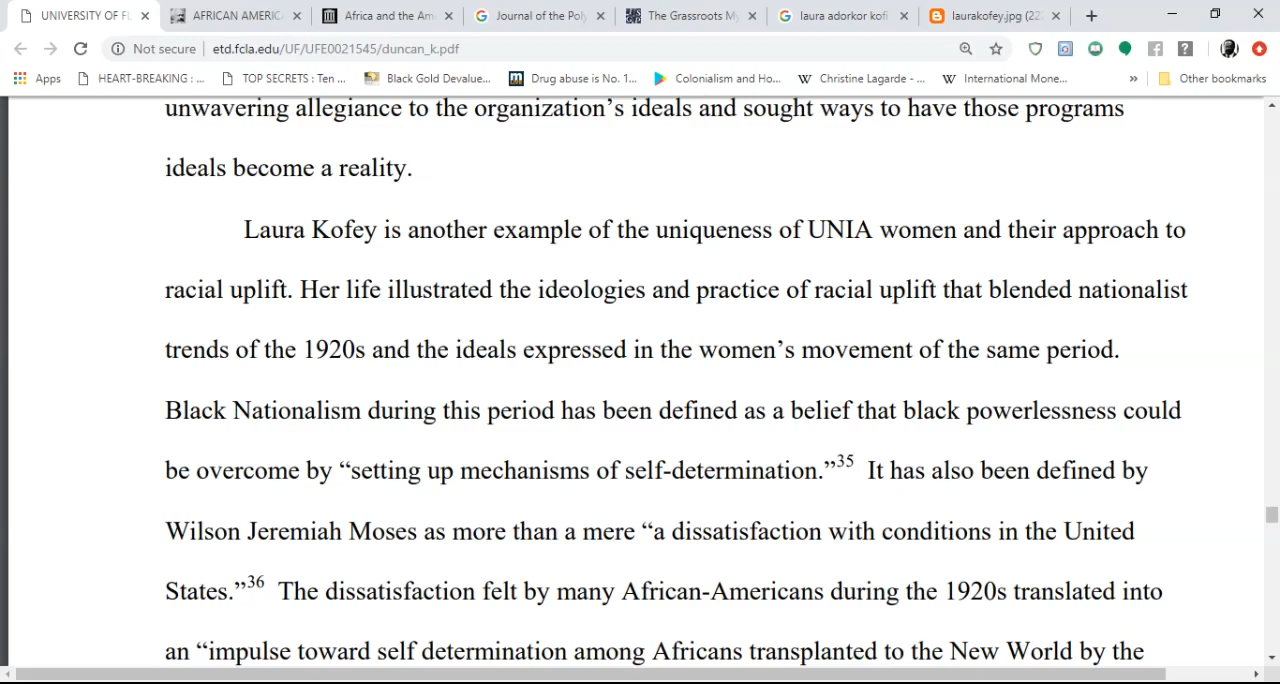 UNIVERSITY OF FL
AFRICAN AMERIC
Africa and the Am
Journal of the Poly
The Grassroots My
laura adorkor kofi
laurakofey.jpg (22
Not secure | etd.fcla.edu/UF/UFE0021545/duncan_k.pdf
Apps
HEART-BREAKING : ...
TOP SECRETS : Ten ...
Black Gold Devalue...
Drug abuse is No. 1...
Colonialism and Ho...
Christine Lagarde - ...
International Mone...
»
Other bookmarks
unwavering allegiance to the organization’s ideals and sought ways to have those programs
ideals become a reality.
Laura Kofey is another example of the uniqueness of UNIA women and their approach to
racial uplift. Her life illustrated the ideologies and practice of racial uplift that blended nationalist
trends of the 1920s and the ideals expressed in the women’s movement of the same period.
Black Nationalism during this period has been defined as a belief that black powerlessness could
be overcome by “setting up mechanisms of self-determination.”35 It has also been defined by
Wilson Jeremiah Moses as more than a mere “a dissatisfaction with conditions in the United
States.”36 The dissatisfaction felt by many African-Americans during the 1920s translated into
an “impulse toward self determination among Africans transplanted to the New World by the